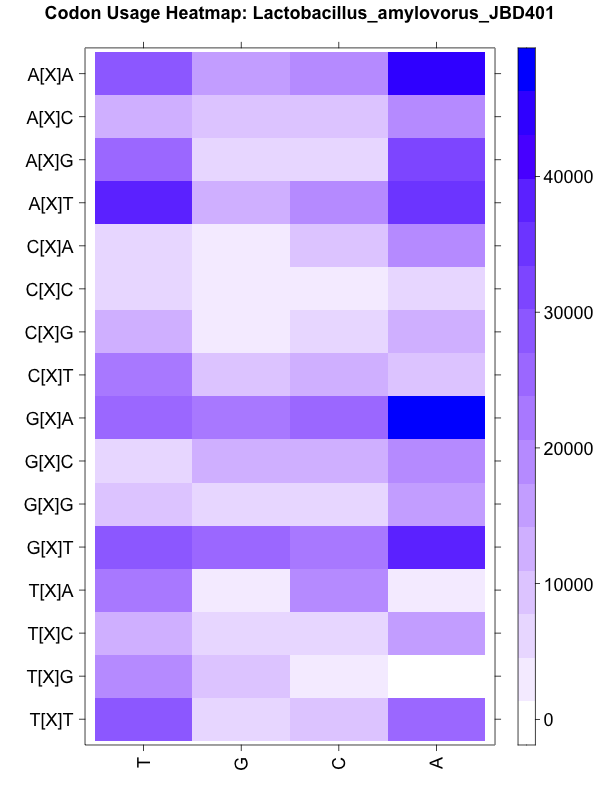 Codon Usage Heatmap: Lactobacillus_amylovorus_JBD401
A[X]A
A[X]C
A[X]G
A[X]T
C[X]A
C[X]C
C[X]G
C[X]T
G[X]A
G[X]C
G[X]G
G[X]T
T[X]A
T[X]C
T[X]G
T[X]T
T
G
C
A
40000
30000
20000
10000
0